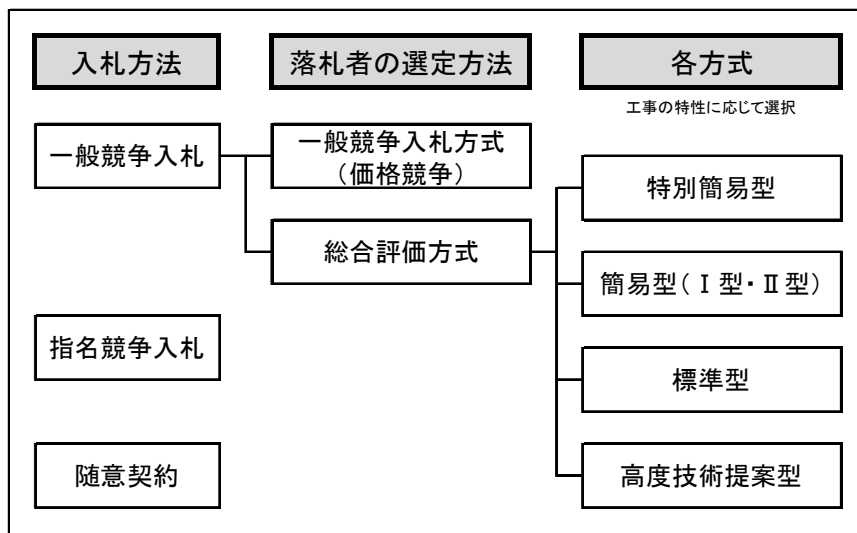 入札方法
落札者の選定方法
各方式
工事の特性に応じて選択
一般競争入札
一般競争入札方式
（価格競争）
総合評価方式
特別簡易型
簡易型（Ⅰ型・Ⅱ型）
標準型
高度技術提案型
指名競争入札
随意契約